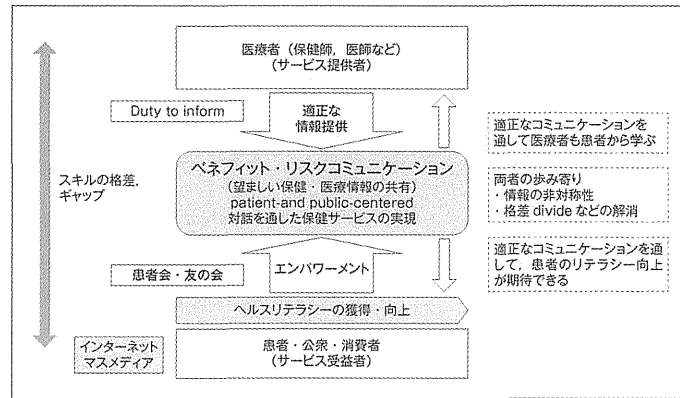 医療者（保健師，医師など）
（サービス提供者）
Duty to inform
適正な
情報提供
適正なコミュニケーションを
通して医療者も患者から学ぶ
スキルの格差，
ギャップ
ベネフィット・リスクコミュニケーション
（望ましい保健・医療情報の共有）
patient-and public-centered
対話を通した保健サービスの実現
両者の歩み寄り
・情報の非対称性
・格差 divide などの解消
患者会・友の会
エンパワーメント
適正なコミュニケーションを通
して，患者のリテラシー向上
が期待できる
ヘルスリテラシーの獲得・向上
インターネット
マスメディア
患者・公衆・消費者
（サービス受益者）